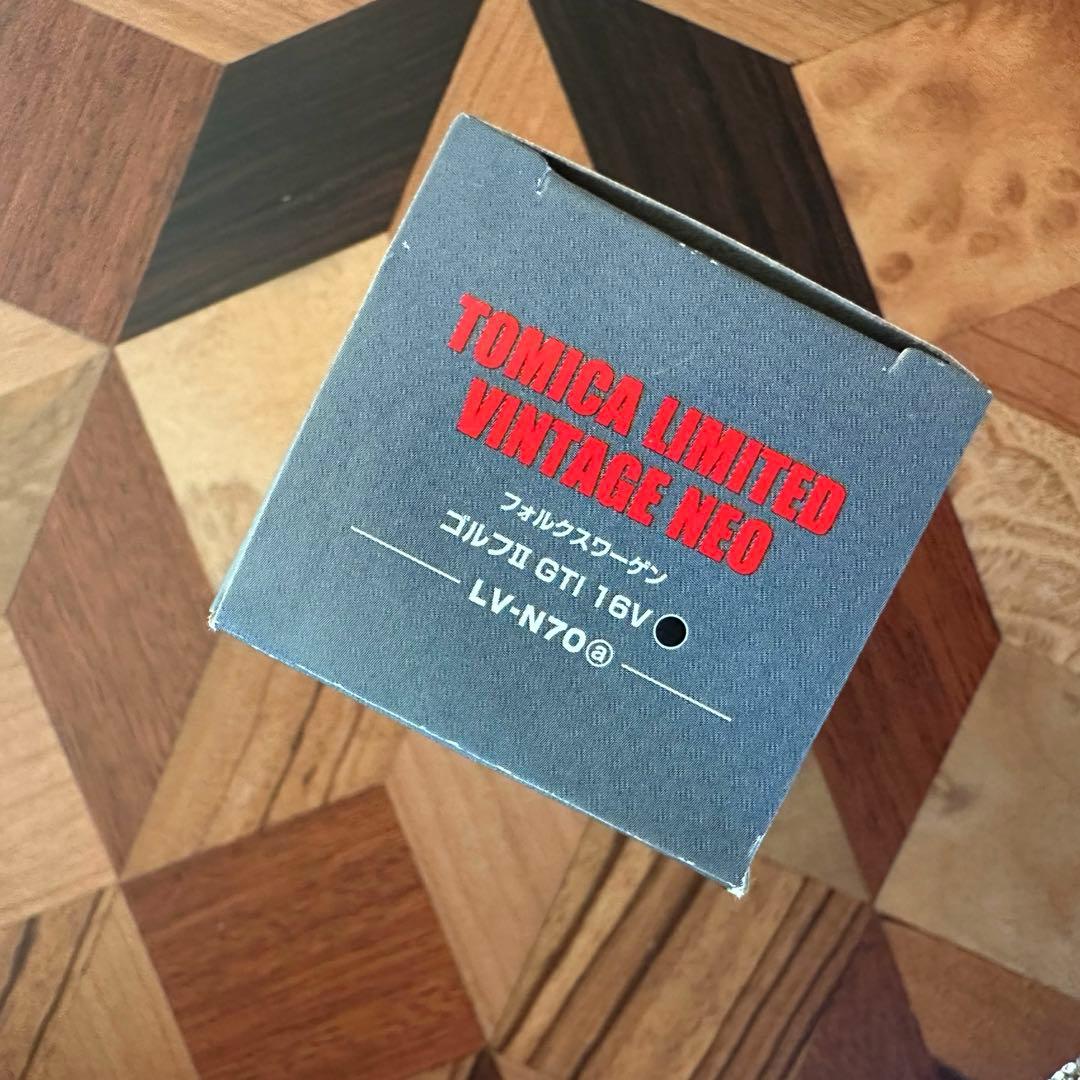 TOMICA LIMITED
VINTAGE NEO
フォルクスワーゲン
ゴルフII GTI 16V
LV-N70ⓐ